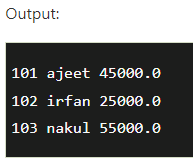 Output:
101 ajeet 45000.0
102 irfan 25000.0
103 nakul 55000.0